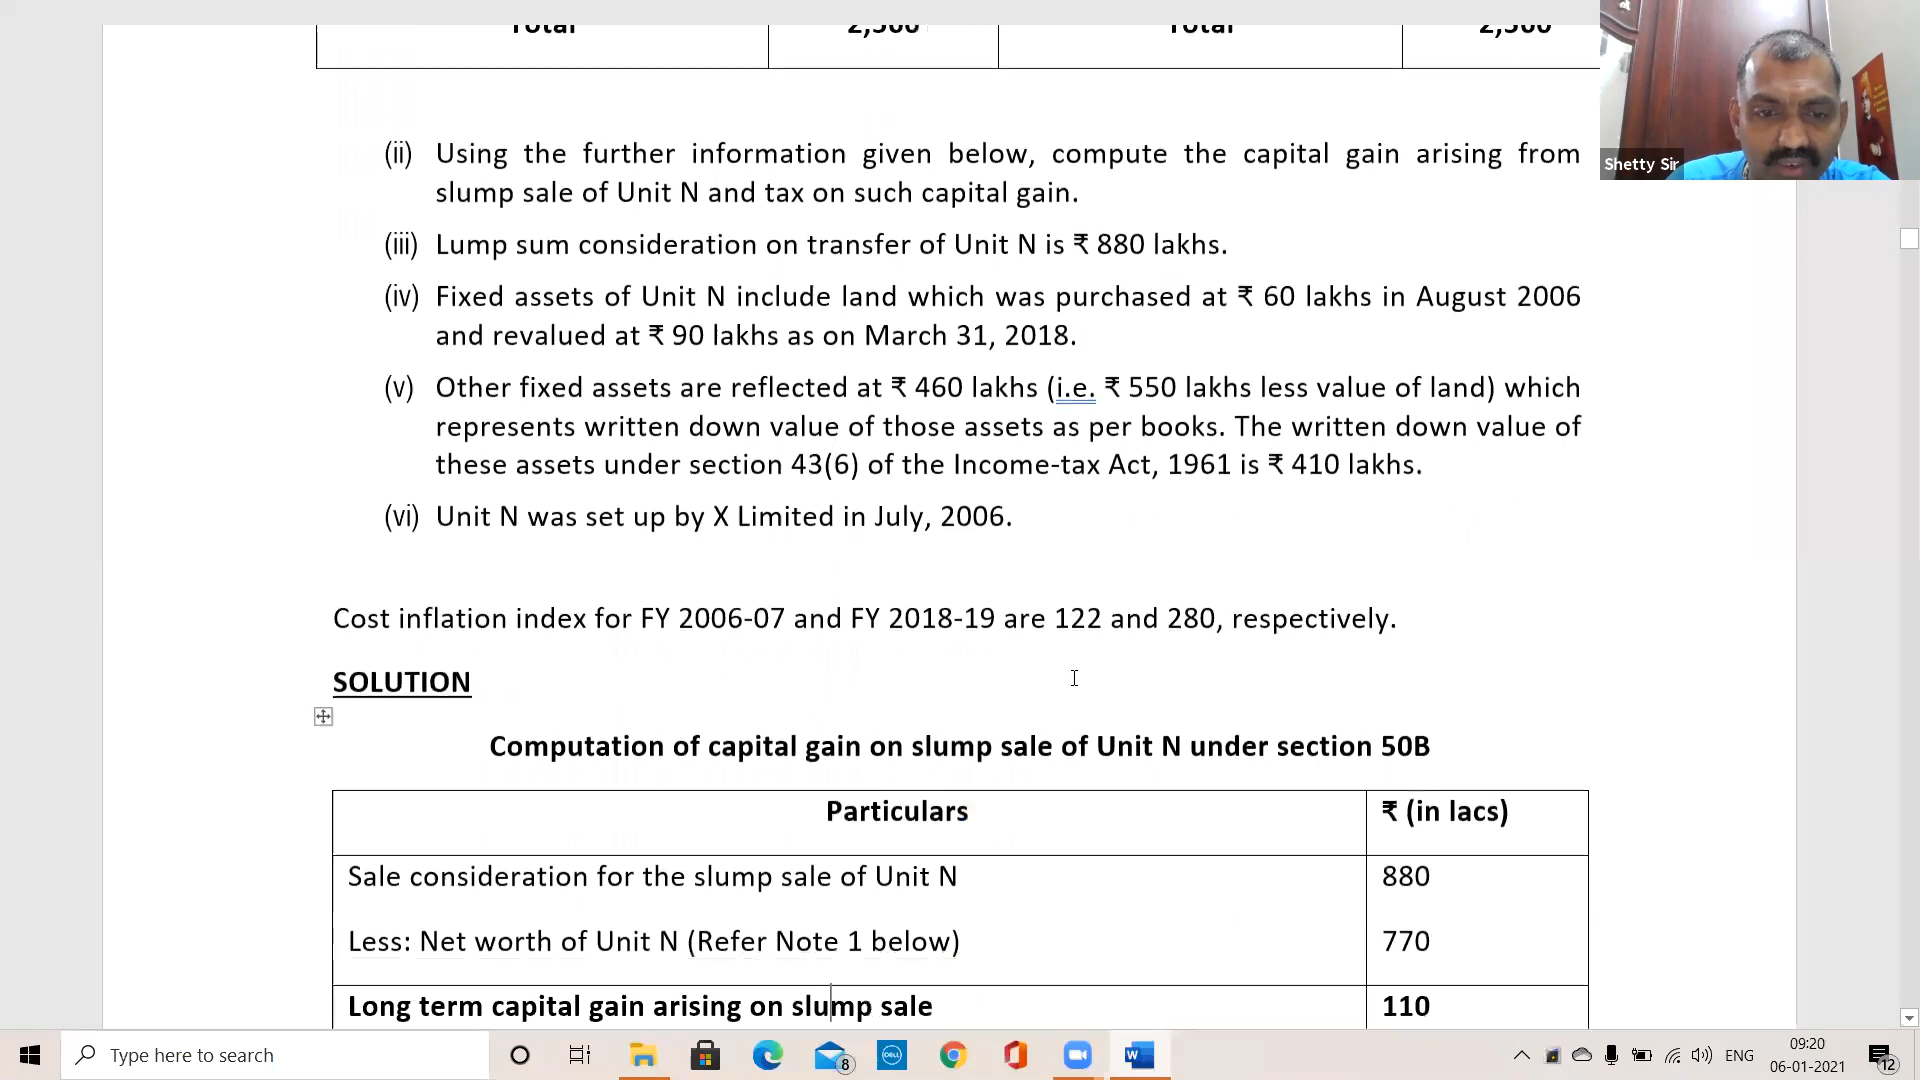 Total 2,500 Total 2,500
(ii) Using the further information given below, compute the capital gain arising from
slump sale of Unit N and tax on such capital gain.
(iii) Lump sum consideration on transfer of Unit N is ₹ 880 lakhs.
(iv) Fixed assets of Unit N include land which was purchased at ₹ 60 lakhs in August 2006
and revalued at ₹ 90 lakhs as on March 31, 2018.
(v) Other fixed assets are reflected at ₹ 460 lakhs (i.e. ₹ 550 lakhs less value of land) which
represents written down value of those assets as per books. The written down value of
these assets under section 43(6) of the Income-tax Act, 1961 is ₹ 410 lakhs.
(vi) Unit N was set up by X Limited in July, 2006.
Cost inflation index for FY 2006-07 and FY 2018-19 are 122 and 280, respectively.
SOLUTION
Computation of capital gain on slump sale of Unit N under section 50B
Particulars ₹ (in lacs)
Sale consideration for the slump sale of Unit N 880
Less: Net worth of Unit N (Refer Note 1 below) 770
Long term capital gain arising on slump sale 110
Shetty Sir
Type here to search
8
DELL
W
ENG
09:20
06-01-2021
12